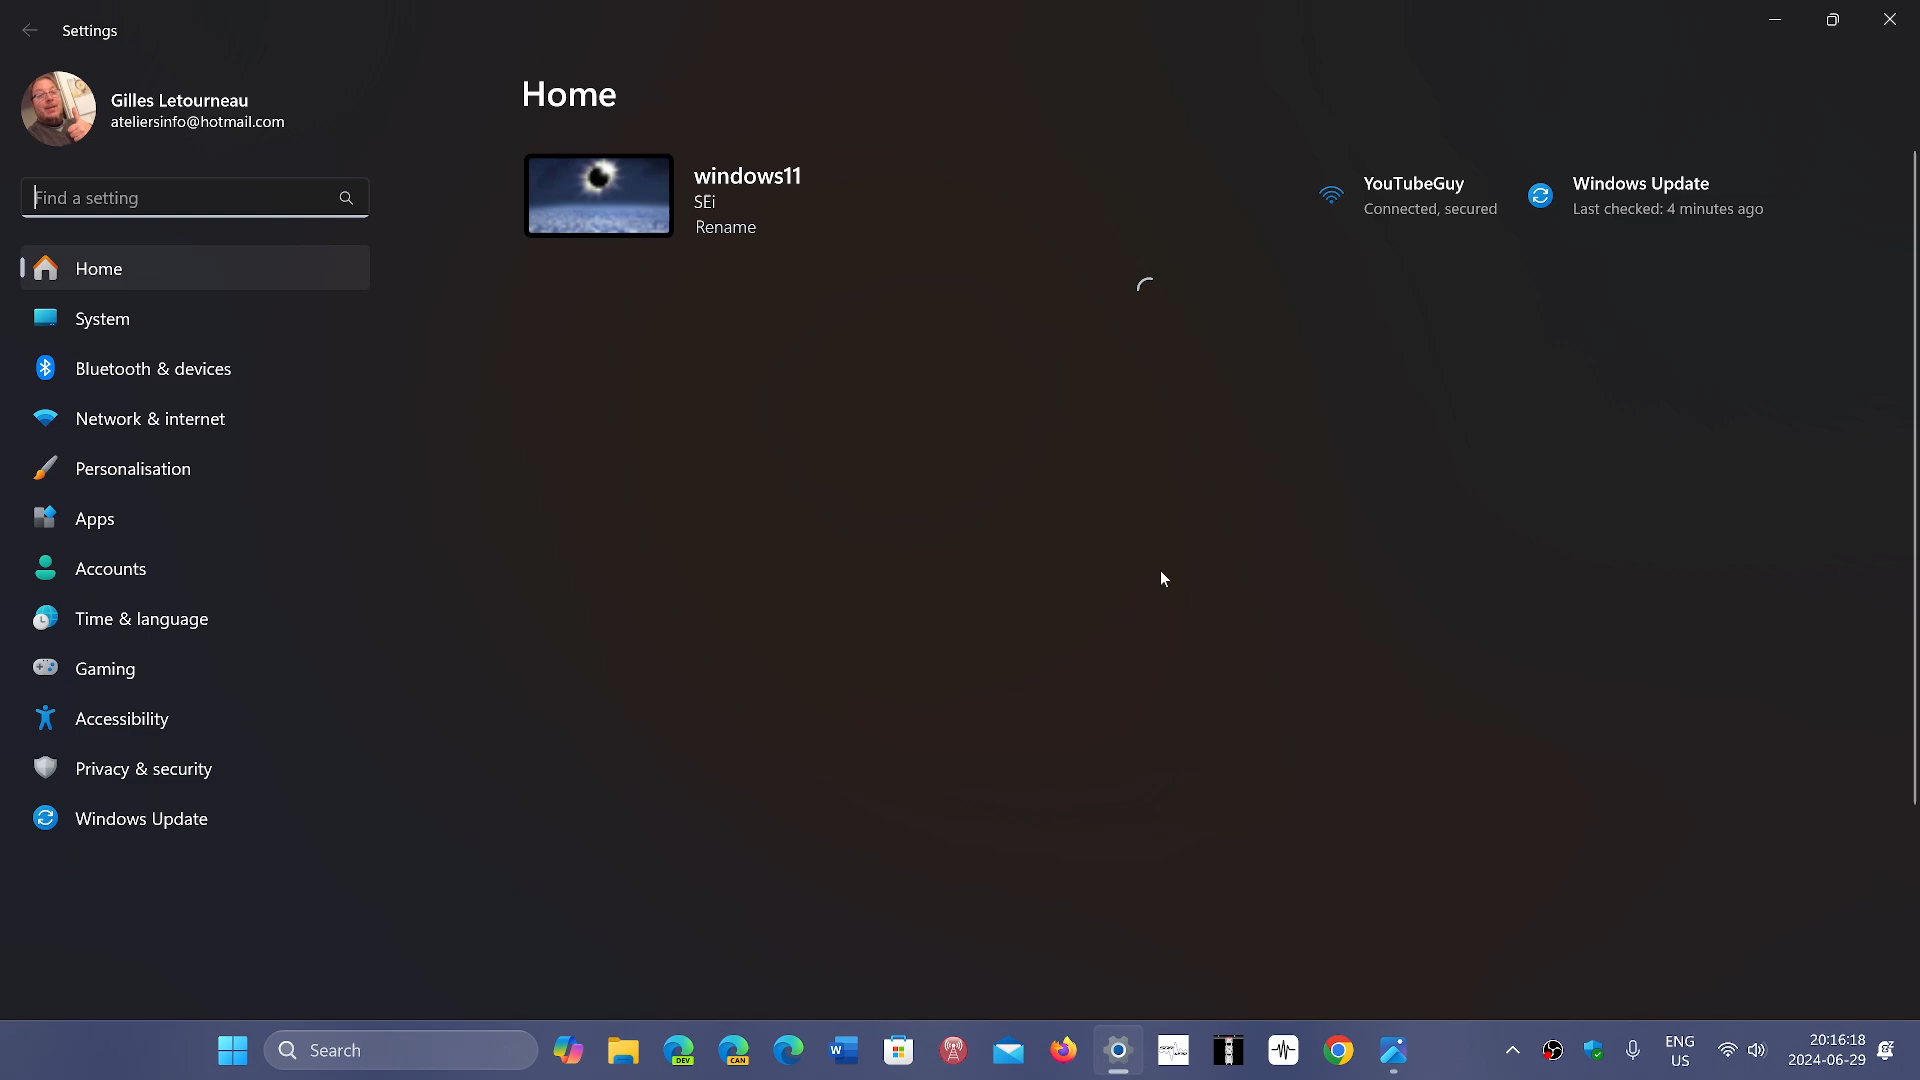 Settings
Gilles Letourneau
ateliersinfo@hotmail.com
Find a setting
Home
System
Bluetooth & devices
Network & internet
Personalisation
Apps
Accounts
Time & language
Gaming
Accessibility
Privacy & security
Windows Update
Home
windows11
SEi
Rename
YouTubeGuy
Connected, secured
Windows Update
Last checked: 4 minutes ago
Search
DEV
CAN
W
ENG
US
20:16:18
2024-06-29